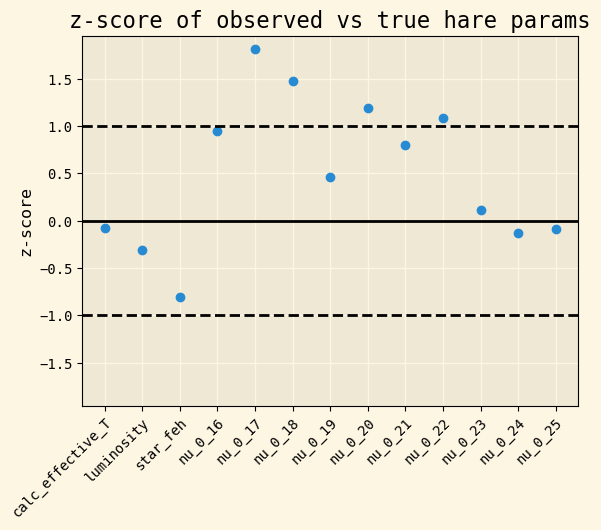 z-score of observed vs true hare params
z-score
1.5
1.0
0.5
0.0
−0.5
−1.0
−1.5
calc_effective_T
luminosity
star_feh
nu_0_16
nu_0_17
nu_0_18
nu_0_19
nu_0_20
nu_0_21
nu_0_22
nu_0_23
nu_0_24
nu_0_25